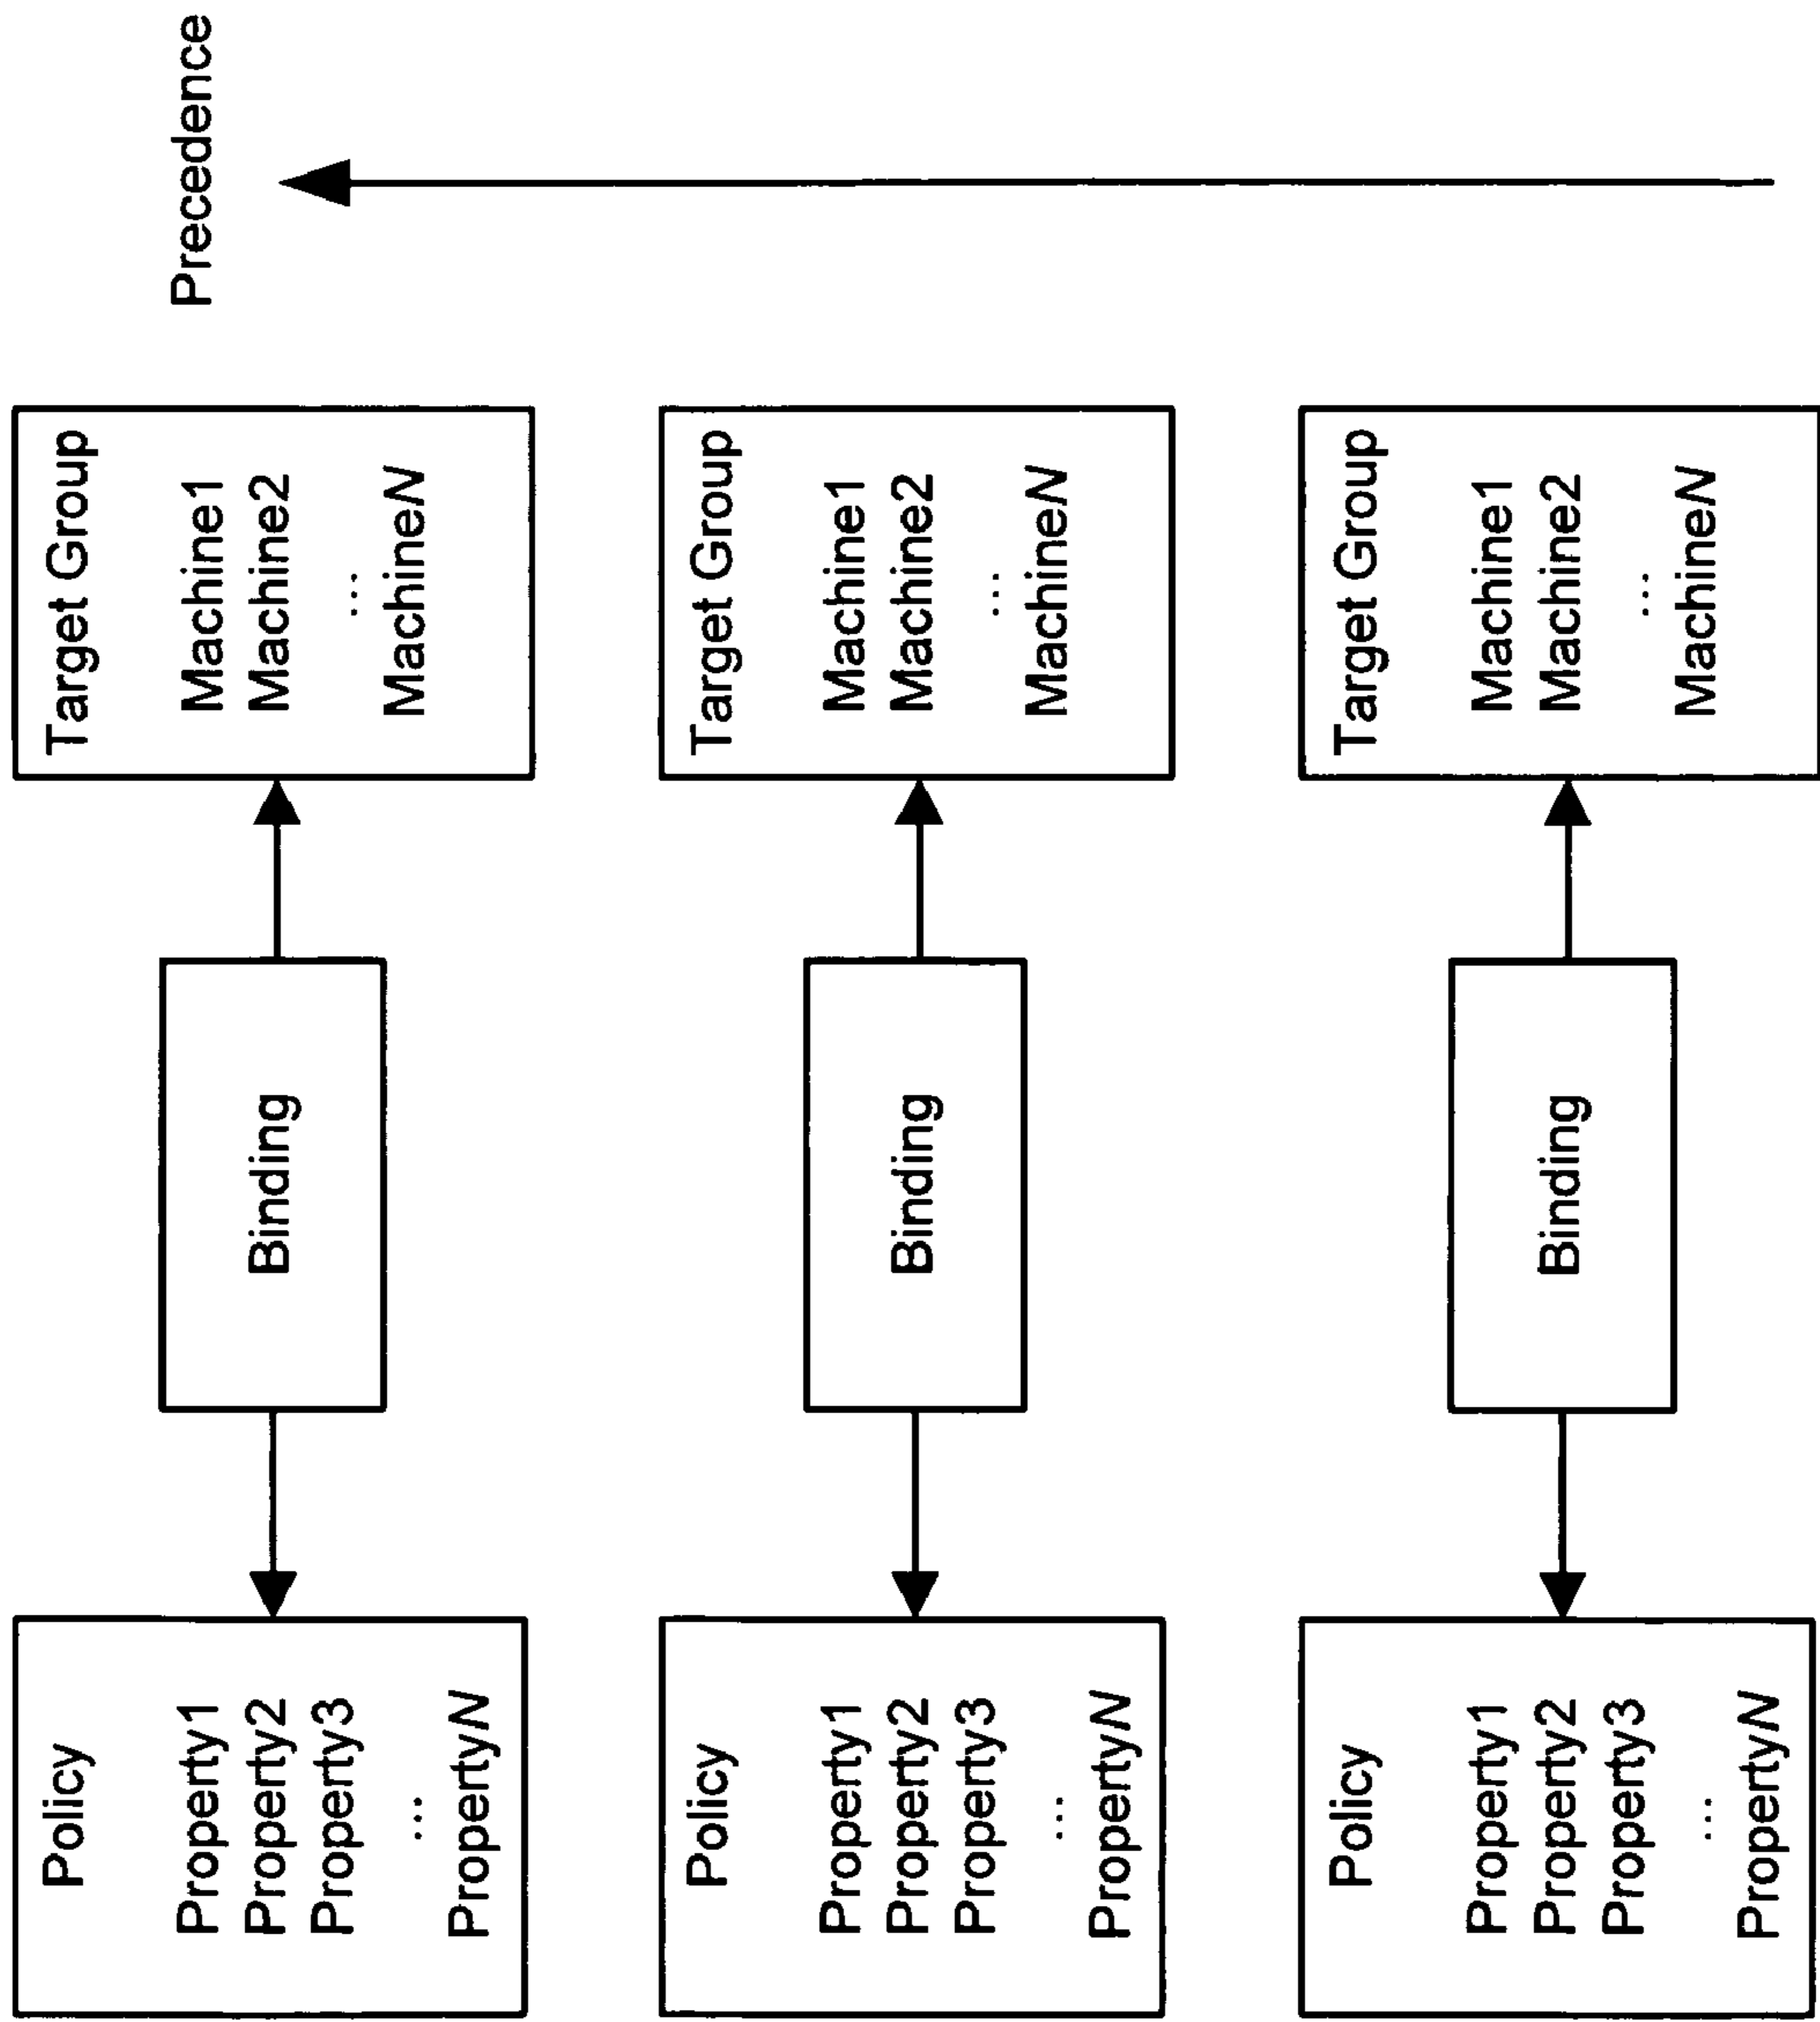 Policy
Property1
Property2
Property3
...
PropertyN
Binding
Target Group
Machine1
Machine2
...
MachineN
Precedence
Policy
Property1
Property2
Property3
...
PropertyN
Binding
Target Group
Machine1
Machine2
...
MachineN
Policy
Property1
Property2
Property3
...
PropertyN
Binding
Target Group
Machine1
Machine2
...
MachineN